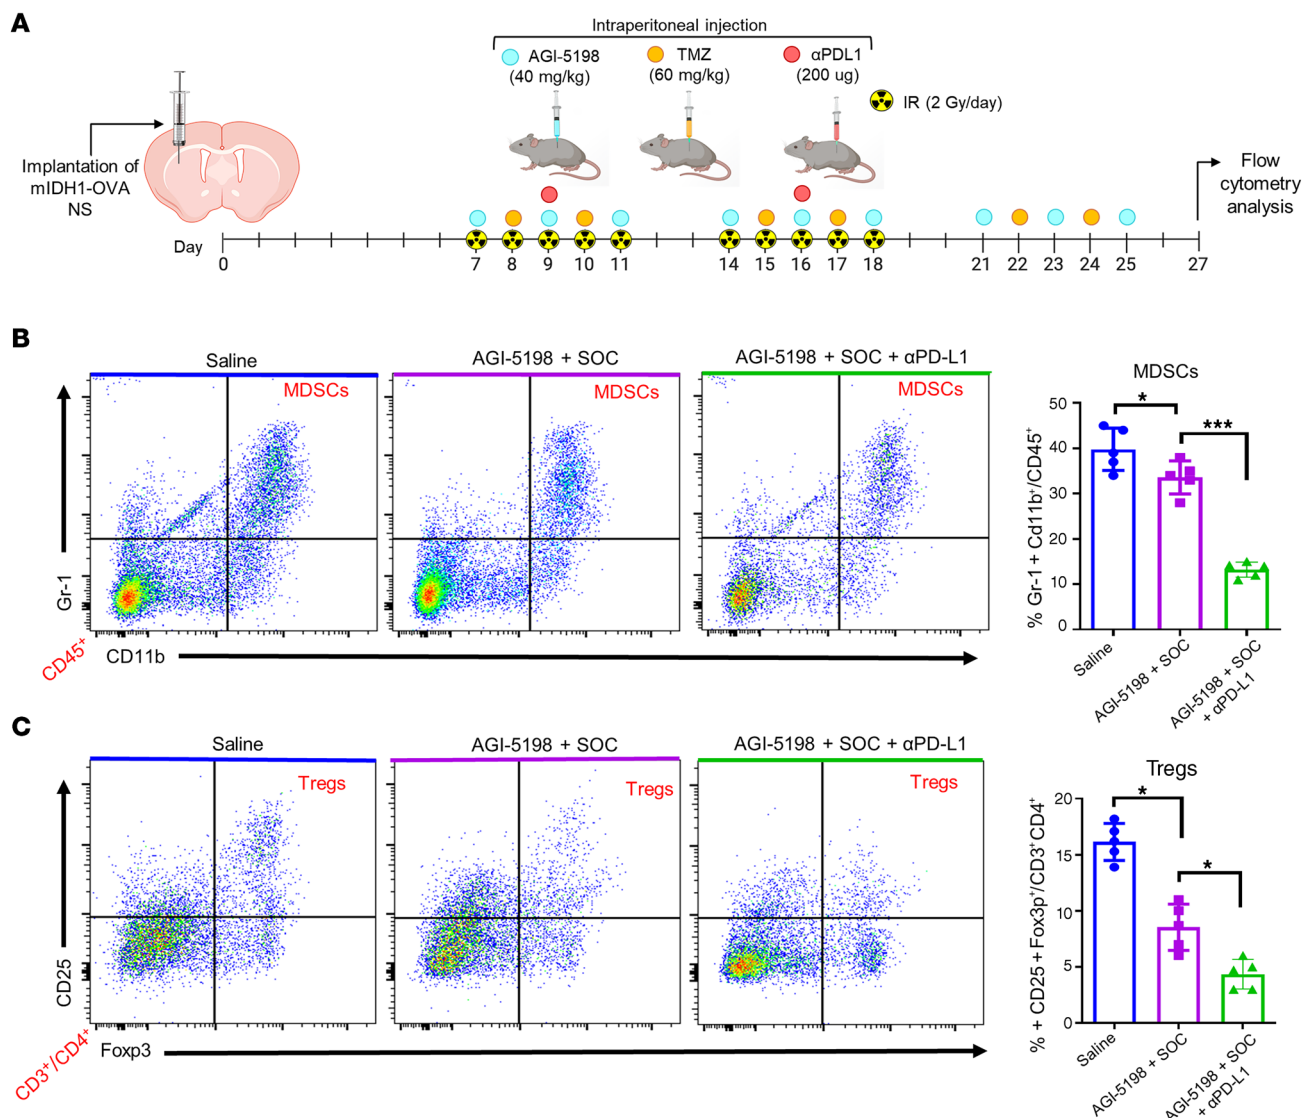 A
Intraperitoneal injection
AGI-5198
(40 mg/kg)
TMZ
(60 mg/kg)
αPDL1
(200 ug)
IR (2 Gy/day)
Implantation of
mIDH1-OVA
NS
Flow
cytometry
analysis
Day
0 7 8 9 10 11 14 15 16 17 18 21 22 23 24 25 27
B
Saline
AGI-5198 + SOC
AGI-5198 + SOC + αPD-L1
MDSCs
MDSCs
MDSCs
Gr-1
CD45⁺
CD11b
MDSCs
% Gr-1 + Cd11b⁺/CD45⁺
50
40
30
20
10
0
* ***
Saline
AGI-5198 + SOC
AGI-5198 + SOC
+ αPD-L1
C
Saline
AGI-5198 + SOC
AGI-5198 + SOC + αPD-L1
Tregs
Tregs
Tregs
CD25
CD3⁺/CD4⁺
Foxp3
Tregs
% + CD25 + Fox3p⁺/CD3⁺CD4⁺
20
15
10
5
0
* *
Saline
AGI-5198 + SOC
AGI-5198 + SOC
+ αPD-L1